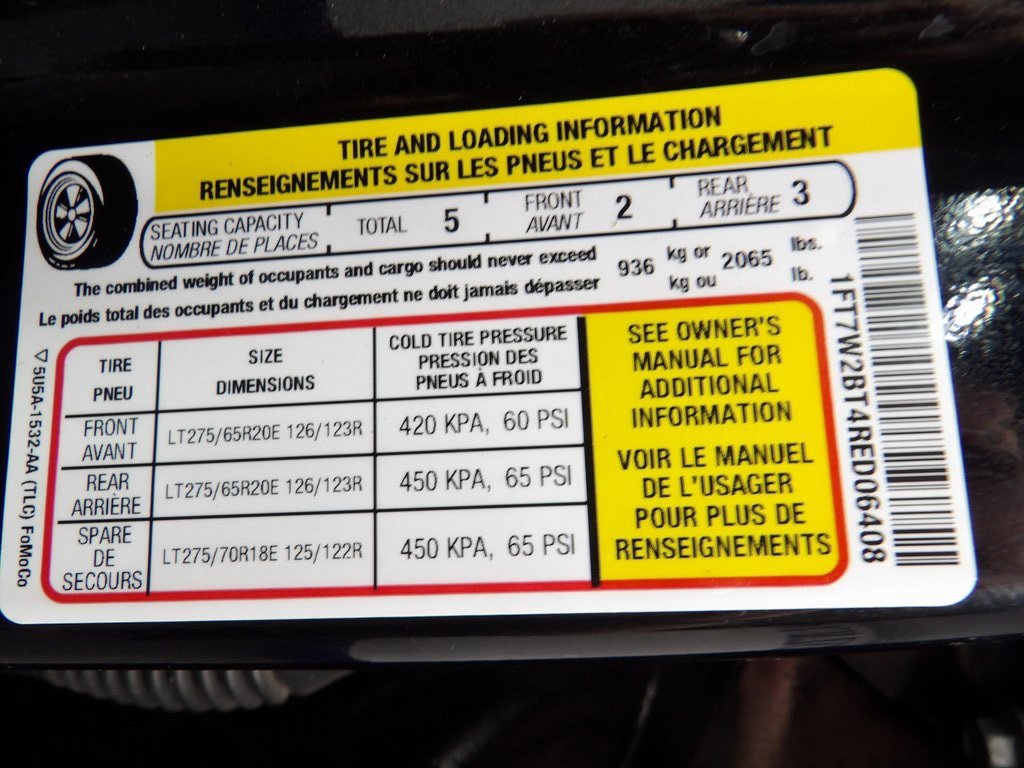 TIRE AND LOADING INFORMATION
RENSEIGNEMENTS SUR LES PNEUS ET LE CHARGEMENT
SEATING CAPACITY
NOMBRE DE PLACES
TOTAL 5
FRONT
AVANT
2
REAR
ARRIÈRE
3
The combined weight of occupants and cargo should never exceed
Le poids total des occupants et du chargement ne doit jamais dépasser
936
kg or
kg ou
2065
lbs.
lb.
TIRE
PNEU
SIZE
DIMENSIONS
COLD TIRE PRESSURE
PRESSION DES
PNEUS À FROID
FRONT
AVANT
LT275/65R20E 126/123R
420 KPA, 60 PSI
REAR
ARRIÈRE
LT275/65R20E 126/123R
450 KPA, 65 PSI
SPARE
DE
SECOURS
LT275/70R18E 125/122R
450 KPA, 65 PSI
SEE OWNER'S
MANUAL FOR
ADDITIONAL
INFORMATION
VOIR LE MANUEL
DE L'USAGER
POUR PLUS DE
RENSEIGNEMENTS
1FT7W2BT4RED06408
▽5U5A-1532-AA (TLC) FoMoCo